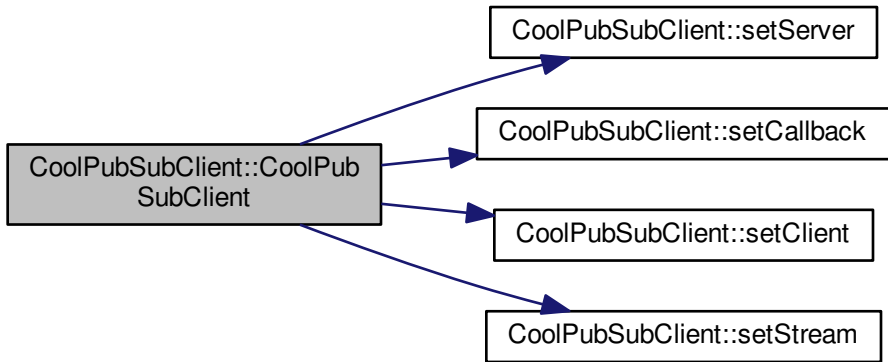 CoolPubSubClient::setServer
CoolPubSubClient::setCallback
CoolPubSubClient::CoolPub
SubClient
CoolPubSubClient::setClient
CoolPubSubClient::setStream